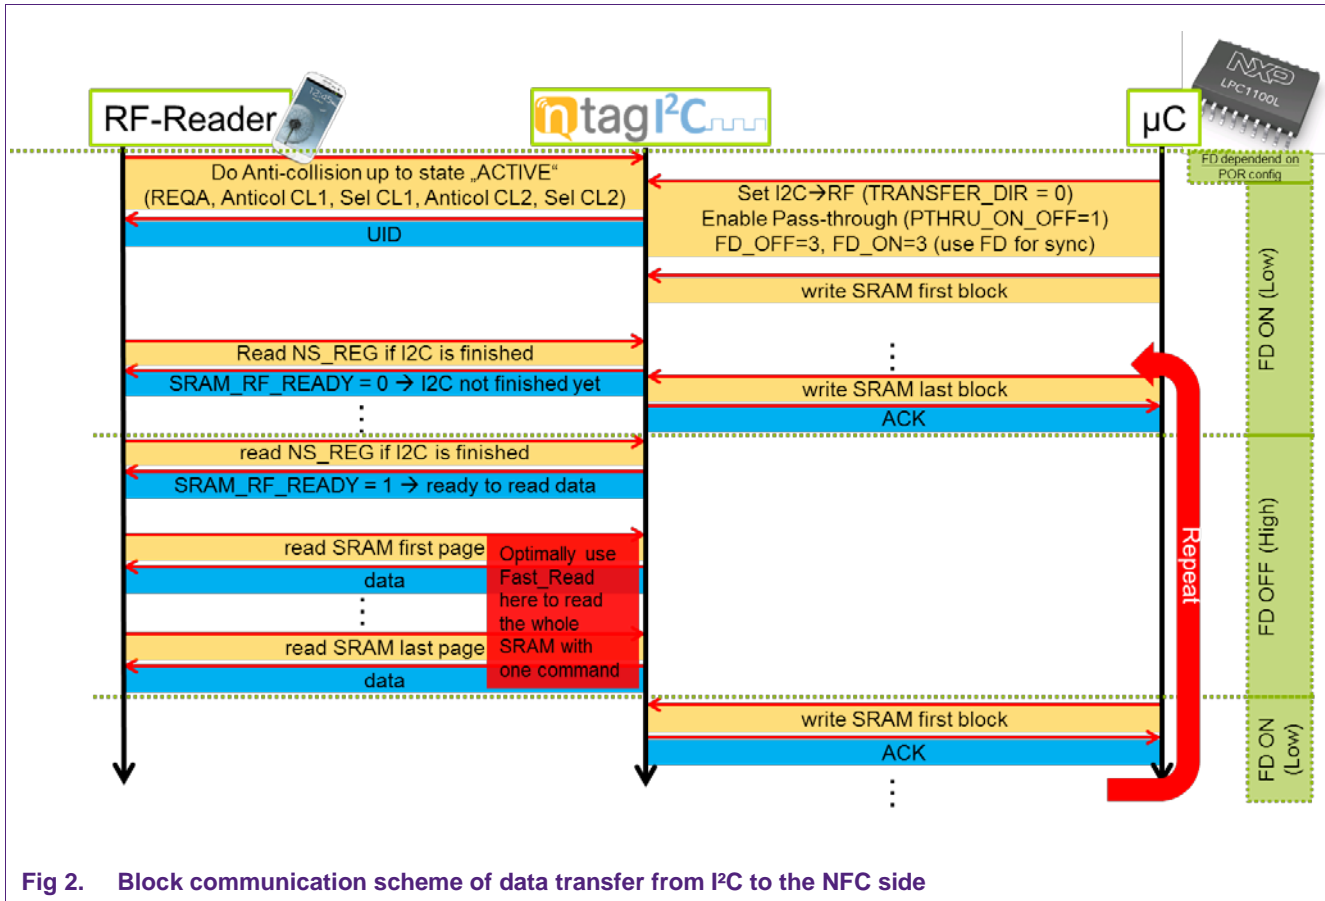 RF-Reader
ntag I²C
µC
NXP
LPC1100L
FD dependend on
POR config
Do Anti-collision up to state „ACTIVE“
(REQA, Anticol CL1, Sel CL1, Anticol CL2, Sel CL2)
UID
Set I2C→RF (TRANSFER_DIR = 0)
Enable Pass-through (PTHRU_ON_OFF=1)
FD_OFF=3, FD_ON=3 (use FD for sync)
write SRAM first block
⋮
FD ON (Low)
Read NS_REG if I2C is finished
SRAM_RF_READY = 0 → I2C not finished yet
⋮
write SRAM last block
ACK
read NS_REG if I2C is finished
SRAM_RF_READY = 1 → ready to read data
read SRAM first page
data
⋮
read SRAM last page
data
Optimally use
Fast_Read
here to read
the whole
SRAM with
one command
Repeat
FD OFF (High)
write SRAM first block
ACK
⋮
FD ON
(Low)
Fig 2. Block communication scheme of data transfer from I²C to the NFC side